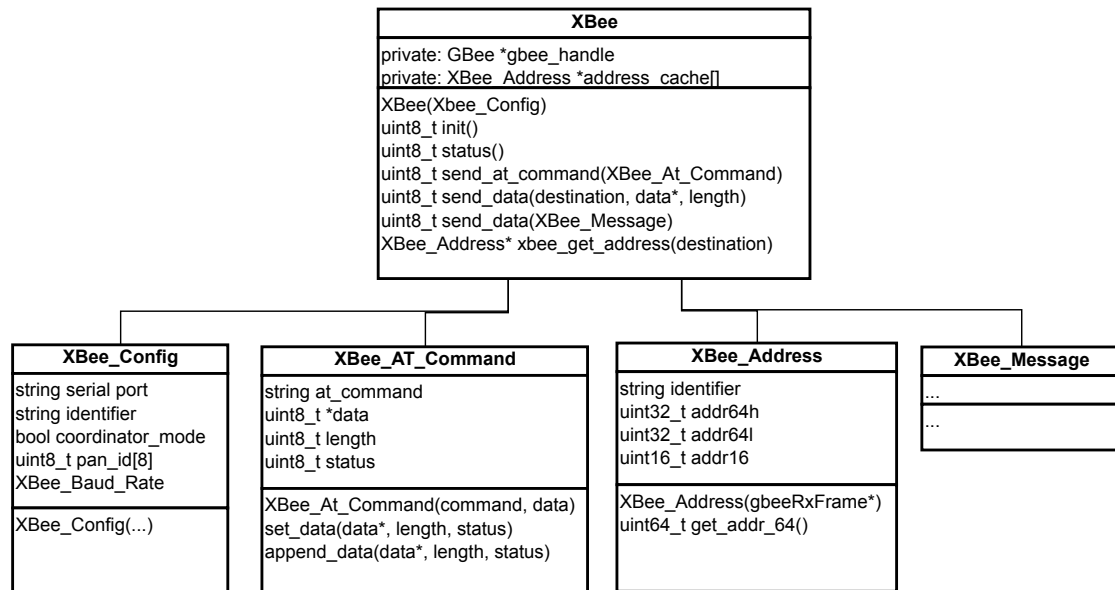 XBee
private: GBee *gbee_handle
private: XBee_Address *address_cache[]
XBee(Xbee_Config)
uint8_t init()
uint8_t status()
uint8_t send_at_command(XBee_At_Command)
uint8_t send_data(destination, data*, length)
uint8_t send_data(XBee_Message)
XBee_Address* xbee_get_address(destination)
XBee_Config
string serial port
string identifier
bool coordinator_mode
uint8_t pan_id[8]
XBee_Baud_Rate
XBee_Config(...)
XBee_AT_Command
string at_command
uint8_t *data
uint8_t length
uint8_t status
XBee_At_Command(command, data)
set_data(data*, length, status)
append_data(data*, length, status)
XBee_Address
string identifier
uint32_t addr64h
uint32_t addr64l
uint16_t addr16
XBee_Address(gbeeRxFrame*)
uint64_t get_addr_64()
XBee_Message
...
...